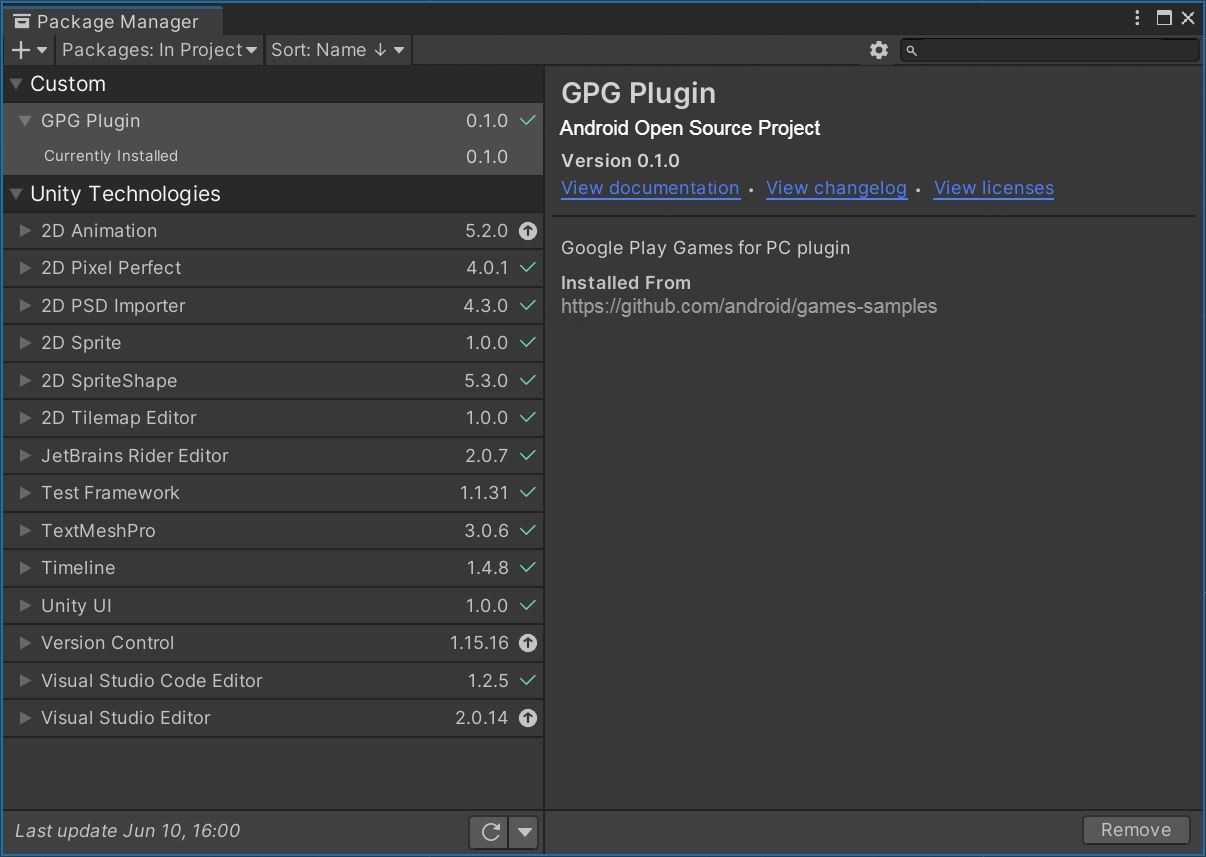 Package Manager
Packages: In Project Sort: Name ↓
Custom
GPG Plugin 0.1.0
Currently Installed 0.1.0
Unity Technologies
2D Animation 5.2.0
2D Pixel Perfect 4.0.1
2D PSD Importer 4.3.0
2D Sprite 1.0.0
2D SpriteShape 5.3.0
2D Tilemap Editor 1.0.0
JetBrains Rider Editor 2.0.7
Test Framework 1.1.31
TextMeshPro 3.0.6
Timeline 1.4.8
Unity UI 1.0.0
Version Control 1.15.16
Visual Studio Code Editor 1.2.5
Visual Studio Editor 2.0.14
Last update Jun 10, 16:00
GPG Plugin
Android Open Source Project
Version 0.1.0
View documentation • View changelog • View licenses
Google Play Games for PC plugin
Installed From
https://github.com/android/games-samples
Remove